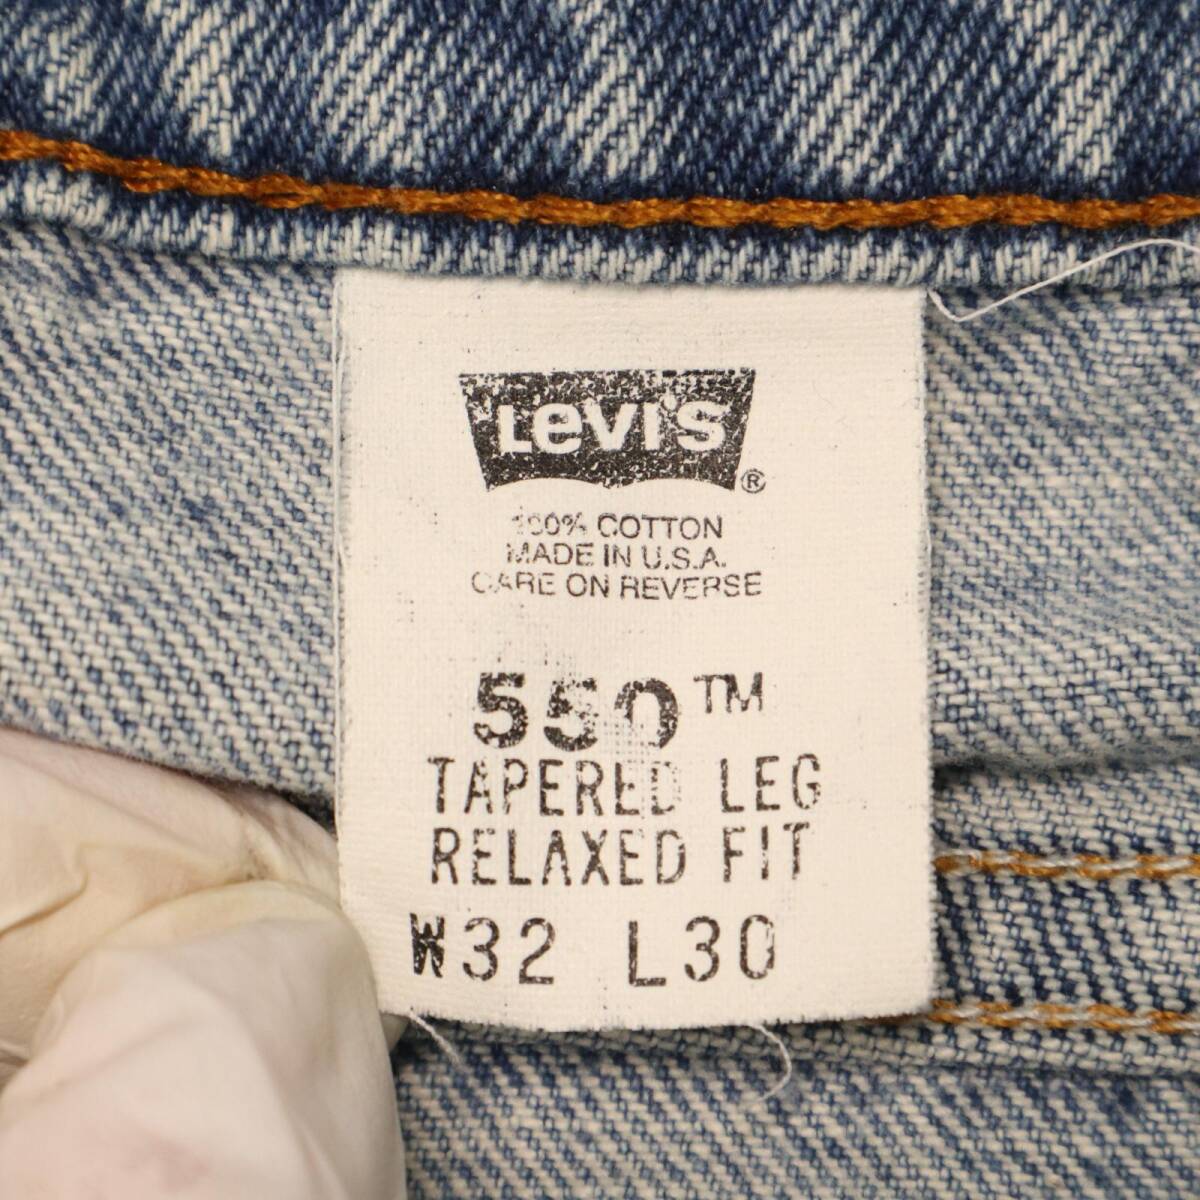 Levi's ®
100% COTTON
MADE IN U.S.A.
CARE ON REVERSE
550™
TAPERED LEG
RELAXED FIT
W32 L30